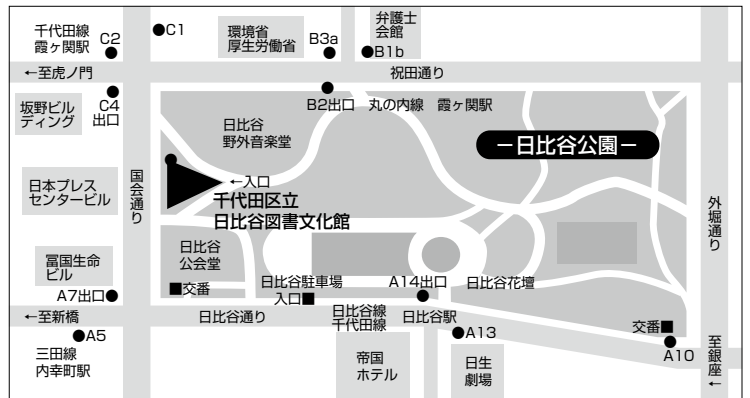 千代田線
霞ヶ関駅
C2
C1
環境省
厚生労働省
B3a
弁護士
会館
B1b
←至虎ノ門
祝田通り
C4
出口
B2出口 丸の内線 霞ヶ関駅
坂野ビル
ディング
日比谷
野外音楽堂
－日比谷公園－
日本プレス
センタービル
国会通り
←入口
千代田区立
日比谷図書文化館
外堀通り
冨国生命
ビル
日比谷
公会堂
A7出口
■交番
日比谷駐車場
入口■
A14出口
日比谷花壇
←至新橋
日比谷通り
日比谷線
千代田線
日比谷駅
交番■
A5
A13
A10
至銀座→
三田線
内幸町駅
帝国
ホテル
日生
劇場